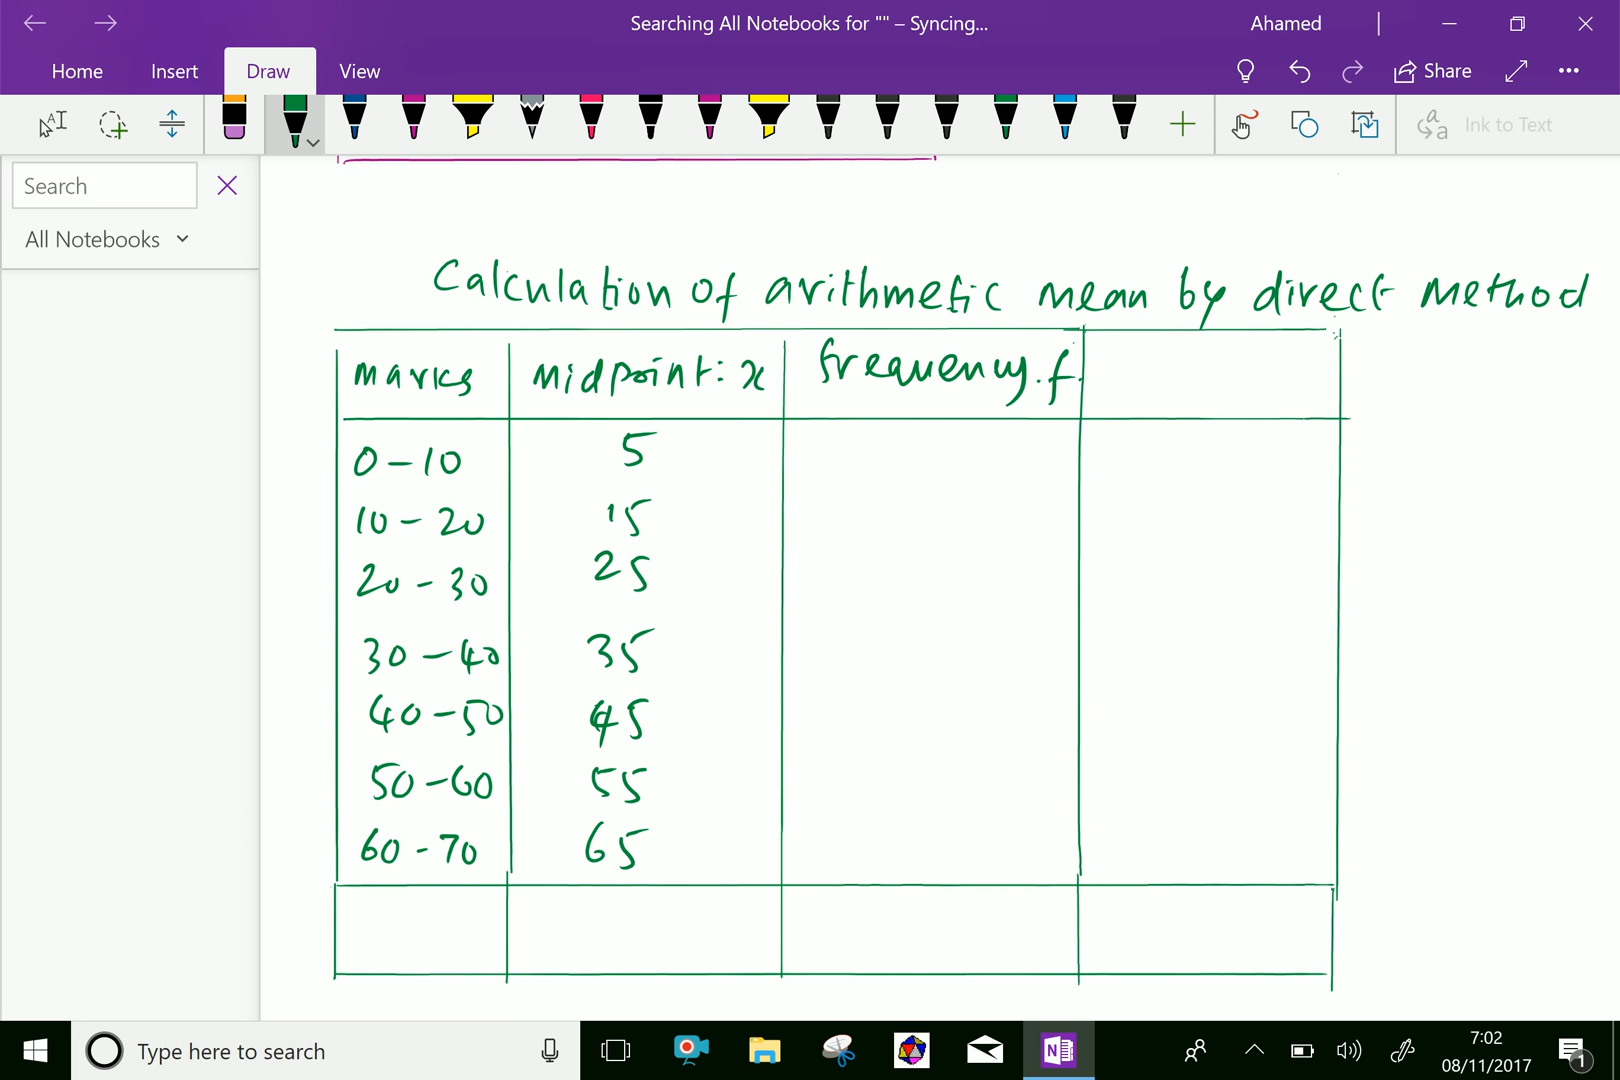 Searching All Notebooks for "" – Syncing...
Ahamed
Home Insert Draw View
Share
Ink to Text
Search
All Notebooks
Calculation of arithmetic mean by direct method
marks midpoint: x frequency. f.
0-10 5
10-20 15
20-30 25
30-40 35
40-50 45
50-60 55
60-70 65
Type here to search
7:02
08/11/2017
1